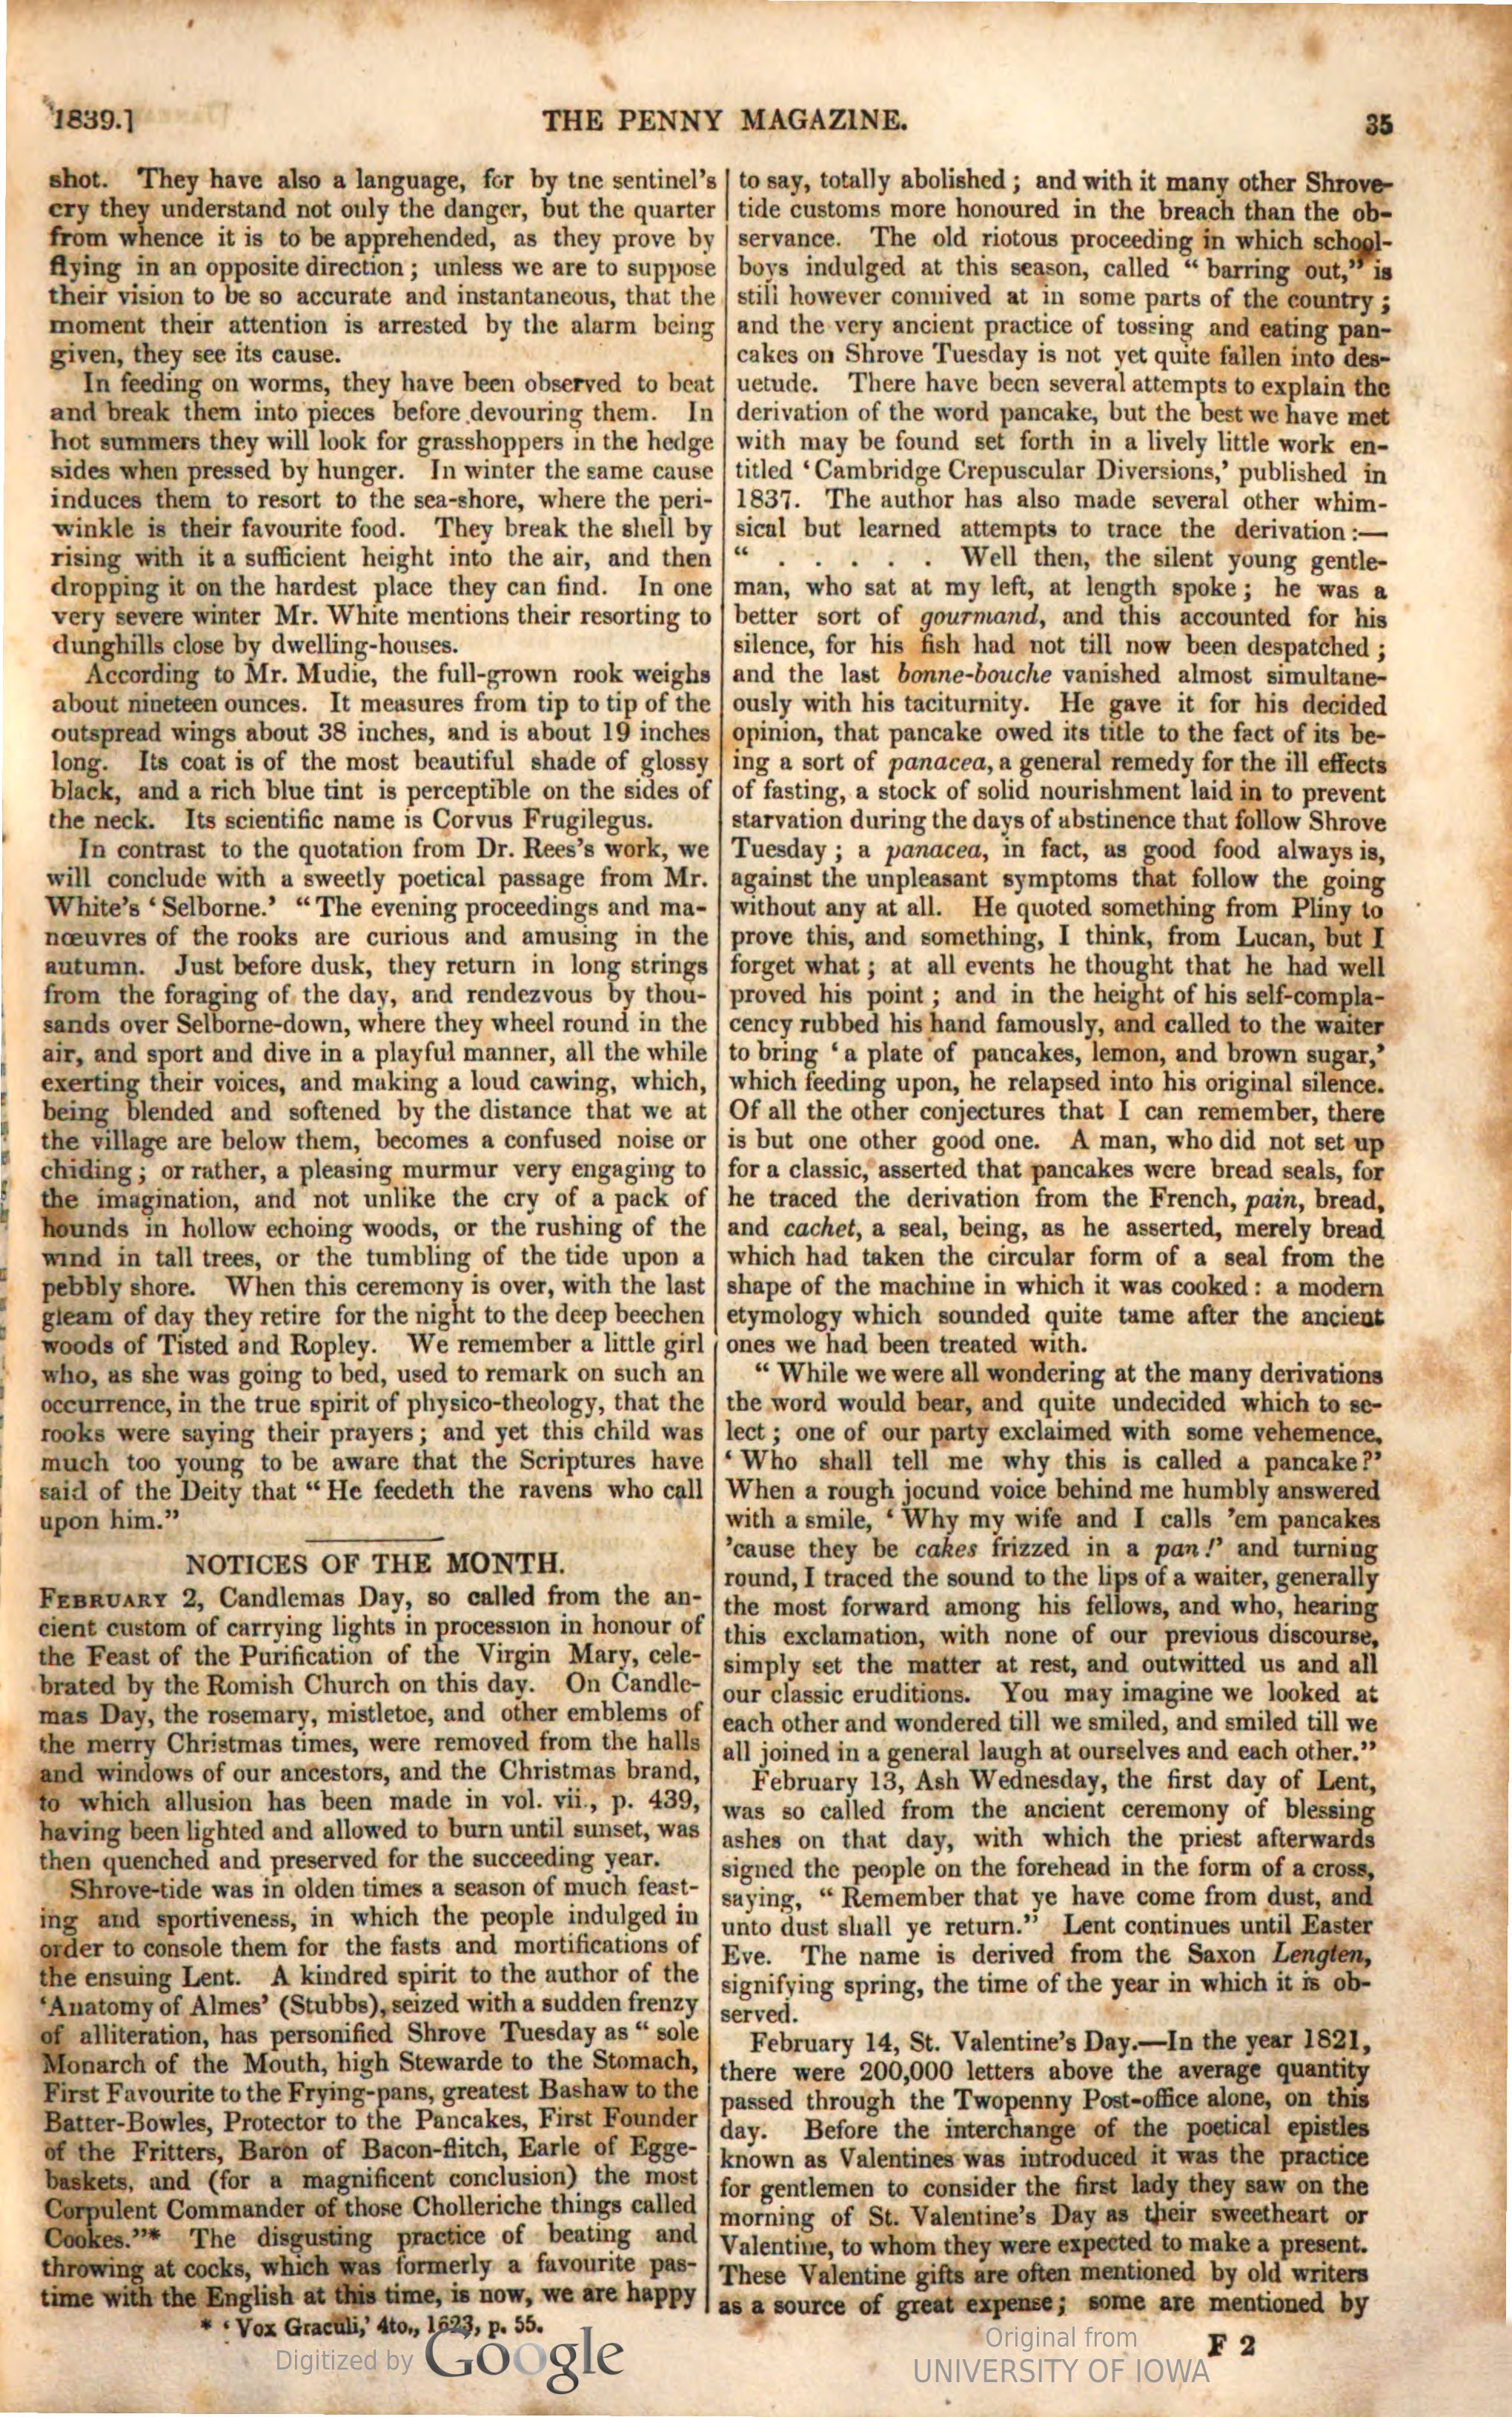 1839.]
THE PENNY MAGAZINE.
35
shot. They have also a language, for by tne sentinel's
cry they understand not only the danger, but the quarter
from whence it is to be apprehended, as they prove by
flying in an opposite direction; unless we are to suppose
their vision to be so accurate and instantaneous, that the
moment their attention is arrested by the alarm being
given, they see its cause.
In feeding on worms, they have been observed to beat
and break them into pieces before devouring them. In
hot summers they will look for grasshoppers in the hedge
sides when pressed by hunger. In winter the same cause
induces them to resort to the sea-shore, where the peri-
winkle is their favourite food. They break the shell by
rising with it a sufficient height into the air, and then
dropping it on the hardest place they can find. In one
very severe winter Mr. White mentions their resorting to
dunghills close by dwelling-houses.
According to Mr. Mudie, the full-grown rook weighs
about nineteen ounces. It measures from tip to tip of the
outspread wings about 38 inches, and is about 19 inches
long. Its coat is of the most beautiful shade of glossy
black, and a rich blue tint is perceptible on the sides of
the neck. Its scientific name is Corvus Frugilegus.
In contrast to the quotation from Dr. Rees's work, we
will conclude with a sweetly poetical passage from Mr.
White's 'Selborne.' "The evening proceedings and ma-
nœuvres of the rooks are curious and amusing in the
autumn. Just before dusk, they return in long strings
from the foraging of the day, and rendezvous by thou-
sands over Selborne-down, where they wheel round in the
air, and sport and dive in a playful manner, all the while
exerting their voices, and making a loud cawing, which,
being blended and softened by the distance that we at
the village are below them, becomes a confused noise or
chiding; or rather, a pleasing murmur very engaging to
the imagination, and not unlike the cry of a pack of
hounds in hollow echoing woods, or the rushing of the
wind in tall trees, or the tumbling of the tide upon a
pebbly shore. When this ceremony is over, with the last
gleam of day they retire for the night to the deep beechen
woods of Tisted and Ropley. We remember a little girl
who, as she was going to bed, used to remark on such an
occurrence, in the true spirit of physico-theology, that the
rooks were saying their prayers; and yet this child was
much too young to be aware that the Scriptures have
said of the Deity that "He feedeth the ravens who call
upon him."
NOTICES OF THE MONTH.
FEBRUARY 2, Candlemas Day, so called from the an-
cient custom of carrying lights in procession in honour of
the Feast of the Purification of the Virgin Mary, cele-
brated by the Romish Church on this day. On Candle-
mas Day, the rosemary, mistletoe, and other emblems of
the merry Christmas times, were removed from the halls
and windows of our ancestors, and the Christmas brand,
to which allusion has been made in vol. vii., p. 439,
having been lighted and allowed to burn until sunset, was
then quenched and preserved for the succeeding year.
Shrove-tide was in olden times a season of much feast-
ing and sportiveness, in which the people indulged in
order to console them for the fasts and mortifications of
the ensuing Lent. A kindred spirit to the author of the
'Anatomy of Almes' (Stubbs), seized with a sudden frenzy
of alliteration, has personified Shrove Tuesday as "sole
Monarch of the Mouth, high Stewarde to the Stomach,
First Favourite to the Frying-pans, greatest Bashaw to the
Batter-Bowles, Protector to the Pancakes, First Founder
of the Fritters, Baron of Bacon-flitch, Earle of Egge-
baskets, and (for a magnificent conclusion) the most
Corpulent Commander of those Cholleriche things called
Cookes."* The disgusting practice of beating and
throwing at cocks, which was formerly a favourite pas-
time with the English at this time, is now, we are happy
* 'Vox Graculi,' 4to., 1623, p. 55.
to say, totally abolished; and with it many other Shrove-
tide customs more honoured in the breach than the ob-
servance. The old riotous proceeding in which school-
boys indulged at this season, called "barring out," is
still however connived at in some parts of the country;
and the very ancient practice of tossing and eating pan-
cakes on Shrove Tuesday is not yet quite fallen into des-
uetude. There have been several attempts to explain the
derivation of the word pancake, but the best we have met
with may be found set forth in a lively little work en-
titled 'Cambridge Crepuscular Diversions,' published in
1837. The author has also made several other whim-
sical but learned attempts to trace the derivation:—
" . . . . . . Well then, the silent young gentle-
man, who sat at my left, at length spoke; he was a
better sort of gourmand, and this accounted for his
silence, for his fish had not till now been despatched;
and the last bonne-bouche vanished almost simultane-
ously with his taciturnity. He gave it for his decided
opinion, that pancake owed its title to the fact of its be-
ing a sort of panacea, a general remedy for the ill effects
of fasting, a stock of solid nourishment laid in to prevent
starvation during the days of abstinence that follow Shrove
Tuesday; a panacea, in fact, as good food always is,
against the unpleasant symptoms that follow the going
without any at all. He quoted something from Pliny to
prove this, and something, I think, from Lucan, but I
forget what; at all events he thought that he had well
proved his point; and in the height of his self-compla-
cency rubbed his hand famously, and called to the waiter
to bring 'a plate of pancakes, lemon, and brown sugar,'
which feeding upon, he relapsed into his original silence.
Of all the other conjectures that I can remember, there
is but one other good one. A man, who did not set up
for a classic, asserted that pancakes were bread seals, for
he traced the derivation from the French, pain, bread,
and cachet, a seal, being, as he asserted, merely bread
which had taken the circular form of a seal from the
shape of the machine in which it was cooked: a modern
etymology which sounded quite tame after the ancient
ones we had been treated with.
"While we were all wondering at the many derivations
the word would bear, and quite undecided which to se-
lect; one of our party exclaimed with some vehemence,
'Who shall tell me why this is called a pancake?'
When a rough jocund voice behind me humbly answered
with a smile, 'Why my wife and I calls 'em pancakes
'cause they be cakes frizzed in a pan!' and turning
round, I traced the sound to the lips of a waiter, generally
the most forward among his fellows, and who, hearing
this exclamation, with none of our previous discourse,
simply set the matter at rest, and outwitted us and all
our classic eruditions. You may imagine we looked at
each other and wondered till we smiled, and smiled till we
all joined in a general laugh at ourselves and each other."
February 13, Ash Wednesday, the first day of Lent,
was so called from the ancient ceremony of blessing
ashes on that day, with which the priest afterwards
signed the people on the forehead in the form of a cross,
saying, "Remember that ye have come from dust, and
unto dust shall ye return." Lent continues until Easter
Eve. The name is derived from the Saxon Lengten,
signifying spring, the time of the year in which it is ob-
served.
February 14, St. Valentine's Day.—In the year 1821,
there were 200,000 letters above the average quantity
passed through the Twopenny Post-office alone, on this
day. Before the interchange of the poetical epistles
known as Valentines was introduced it was the practice
for gentlemen to consider the first lady they saw on the
morning of St. Valentine's Day as their sweetheart or
Valentine, to whom they were expected to make a present.
These Valentine gifts are often mentioned by old writers
as a source of great expense; some are mentioned by
F 2
Digitized by Google
Original from
UNIVERSITY OF IOWA